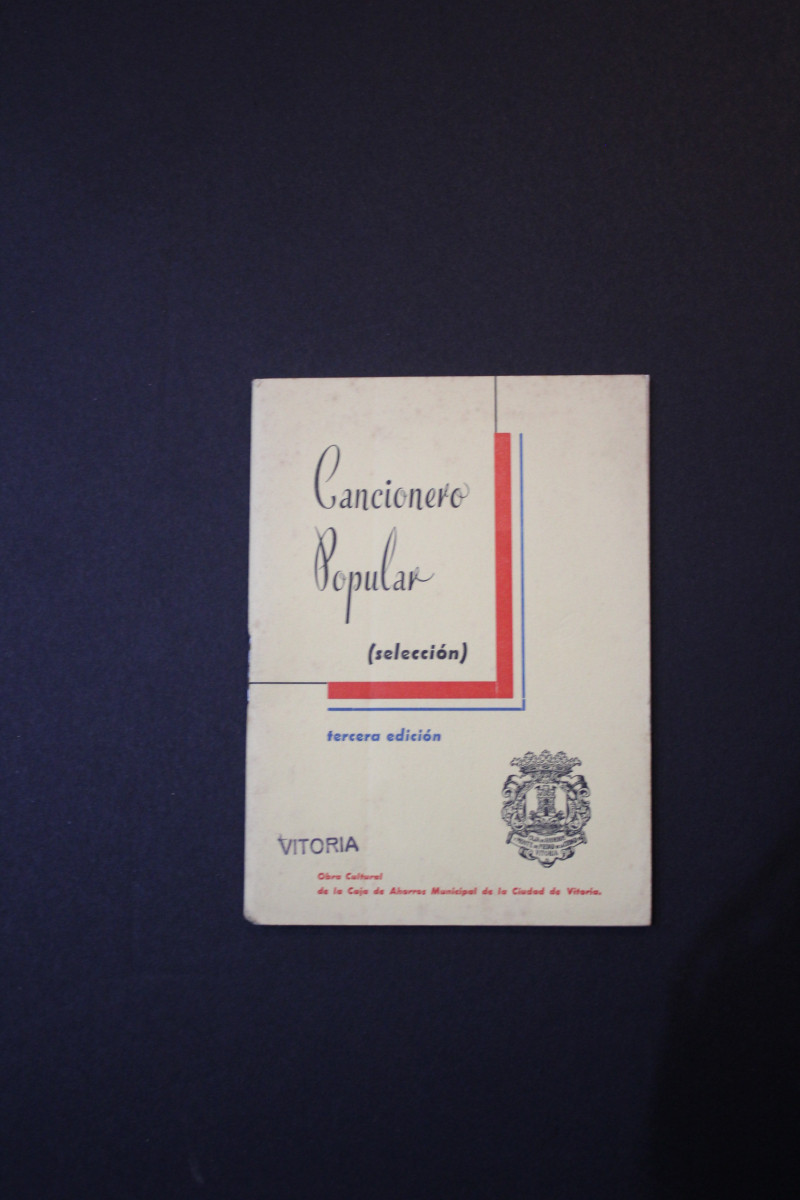 Cancionero
Popular
(selección)
tercera edición
VITORIA
Obra Cultural
de la Caja de Ahorros Municipal de la Ciudad de Vitoria.